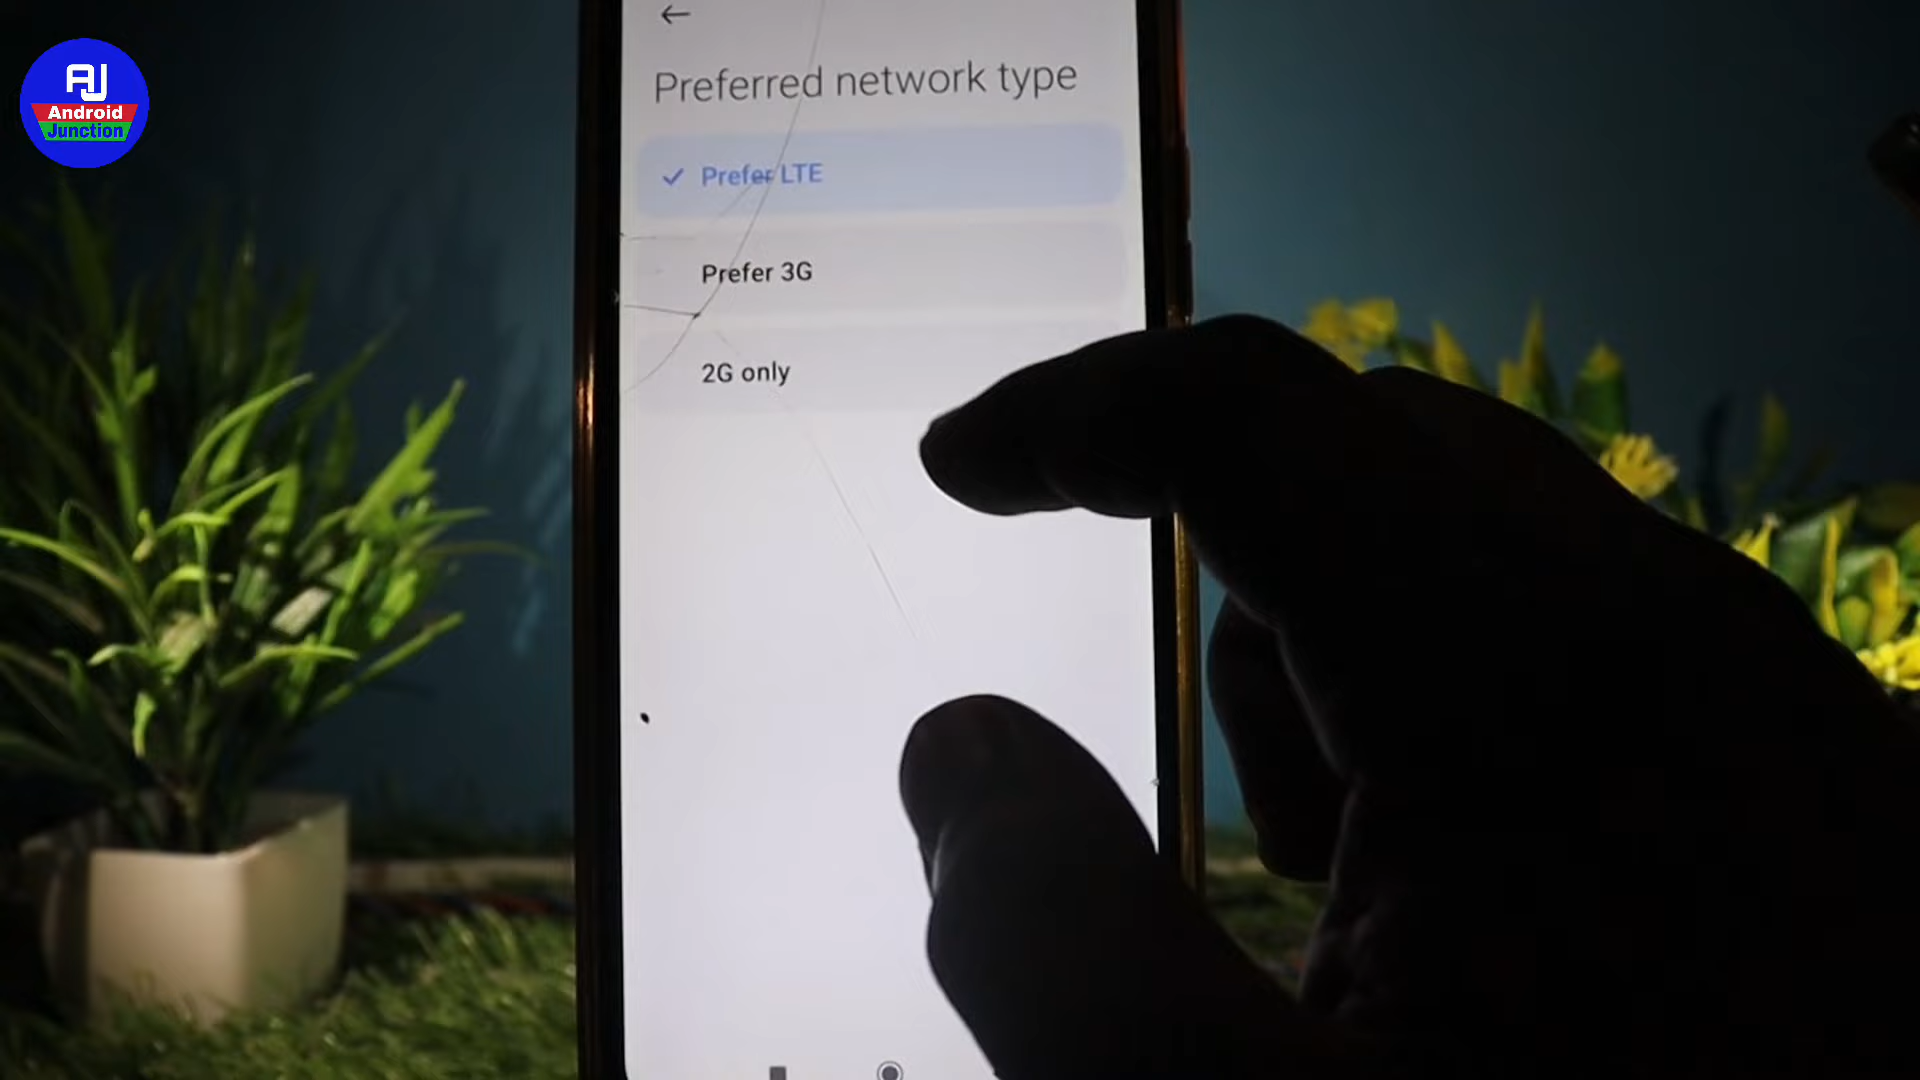 AJ
Android
Junction
Preferred network type
Prefer LTE
Prefer 3G
2G only